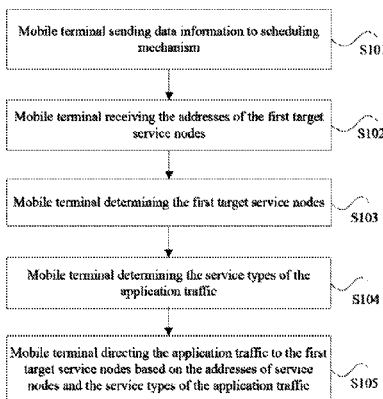 Mobile terminal sending data information to scheduling
mechanism
S101
Mobile terminal receiving the addresses of the first target
service nodes
S102
Mobile terminal determining the first target service nodes
S103
Mobile terminal determining the service types of the
application traffic
S104
Mobile terminal directing the application traffic to the first
target service nodes based on the addresses of service
nodes and the service types of the application traffic
S105